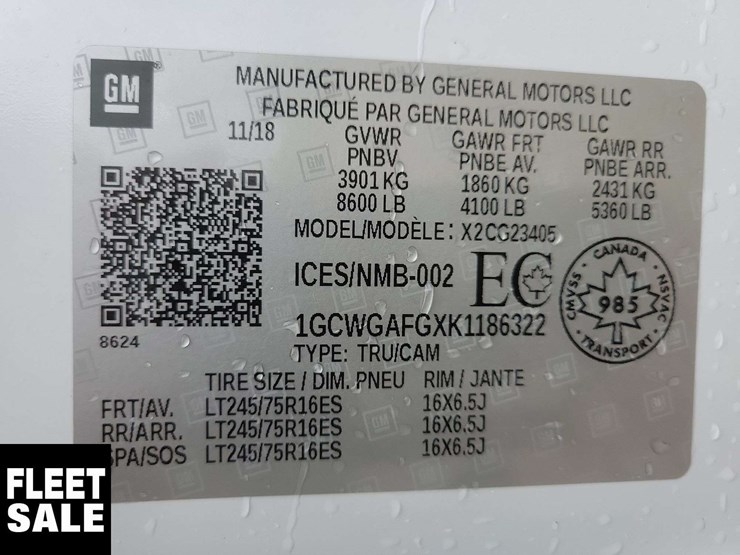 GM
MANUFACTURED BY GENERAL MOTORS LLC
FABRIQUÉ PAR GENERAL MOTORS LLC
11/18 GVWR GAWR FRT GAWR RR
PNBV PNBE AV. PNBE ARR.
3901 KG 1860 KG 2431 KG
8600 LB 4100 LB 5360 LB
MODEL/MODÈLE: X2CG23405
ICES/NMB-002 EC
CANADA
CMVSS 985 NSVAC
TRANSPORT
1GCWGAFGXK1186322
8624
TYPE: TRU/CAM
TIRE SIZE / DIM. PNEU RIM / JANTE
FRT/AV. LT245/75R16ES 16X6.5J
RR/ARR. LT245/75R16ES 16X6.5J
SPA/SOS LT245/75R16ES 16X6.5J
FLEET
SALE